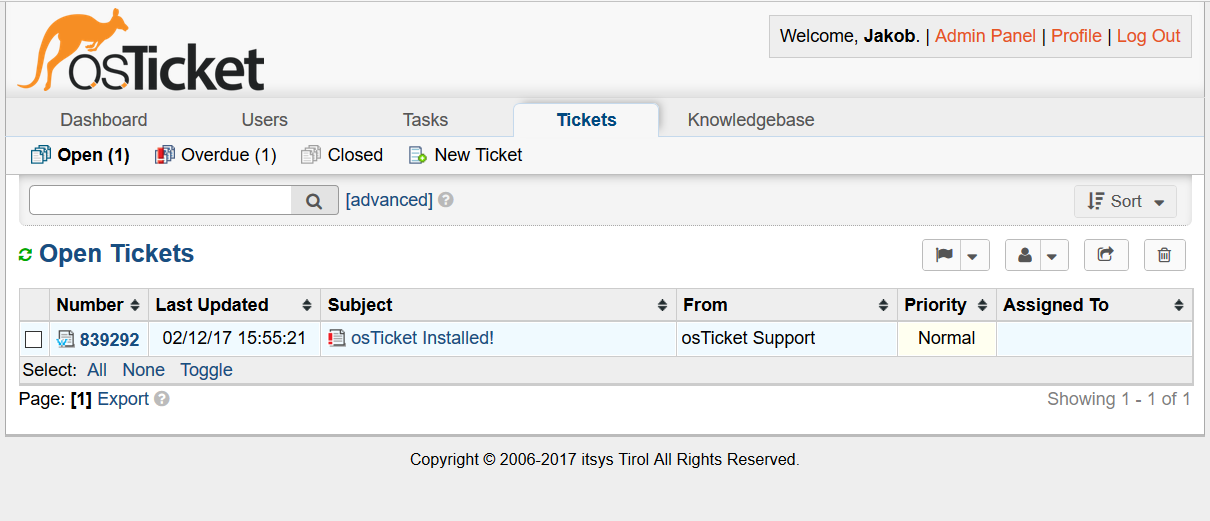 osTicket
Welcome, Jakob. | Admin Panel | Profile | Log Out
Dashboard Users Tasks Tickets Knowledgebase
Open (1) Overdue (1) Closed New Ticket
[advanced] ? Sort
Open Tickets
Number Last Updated Subject From Priority Assigned To
839292 02/12/17 15:55:21 osTicket Installed! osTicket Support Normal
Select: All None Toggle
Page: [1] Export ? Showing 1 - 1 of 1
Copyright © 2006-2017 itsys Tirol All Rights Reserved.